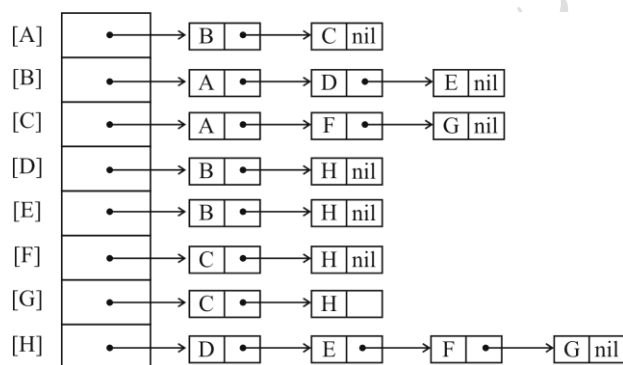 [A] B C nil
[B] A D E nil
[C] A F G nil
[D] B H nil
[E] B H nil
[F] C H nil
[G] C H
[H] D E F G nil